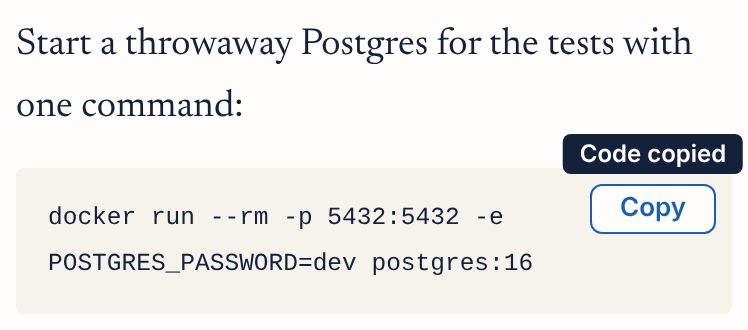 Start a throwaway Postgres for the tests with
one command:
Code copied
Copy
docker run --rm -p 5432:5432 -e
POSTGRES_PASSWORD=dev postgres:16